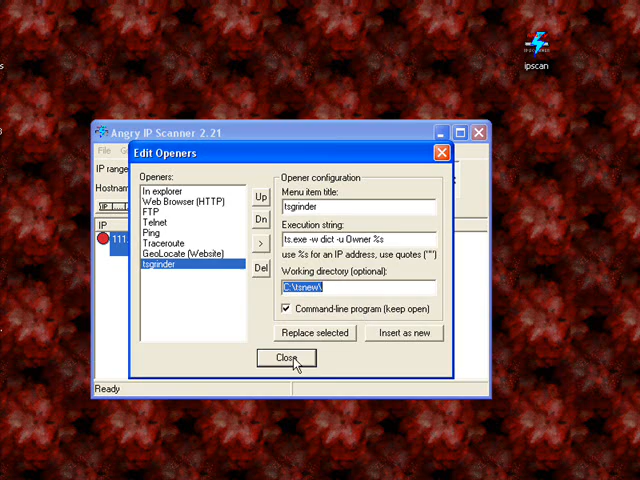 ipscan
Angry IP Scanner 2.21
File
IP range
Hostnam
IP
111.
Ready
Edit Openers
Openers:
In explorer
Web Browser (HTTP)
FTP
Telnet
Ping
Traceroute
GeoLocate (Website)
tsgrinder
Up
Dn
>
Del
Opener configuration
Menu item title:
tsgrinder
Execution string:
ts.exe -w dict -u Owner %s
use %s for an IP address, use quotes ("")
Working directory (optional):
C:\tsnew\
Command-line program (keep open)
Replace selected
Insert as new
Close